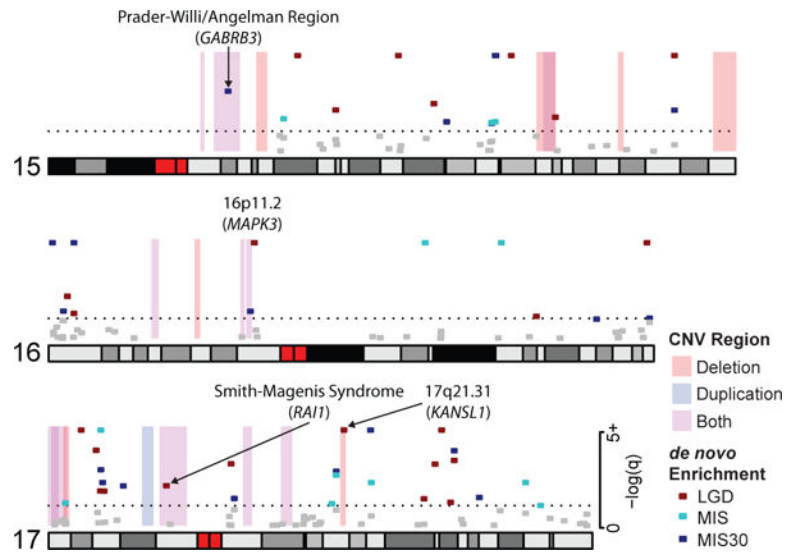 Prader-Willi/Angelman Region
(GABRB3)
15
16p11.2
(MAPK3)
16
Smith-Magenis Syndrome
(RAI1)
17q21.31
(KANSL1)
17
5+
−log(q)
0
CNV Region
Deletion
Duplication
Both
de novo
Enrichment
LGD
MIS
MIS30